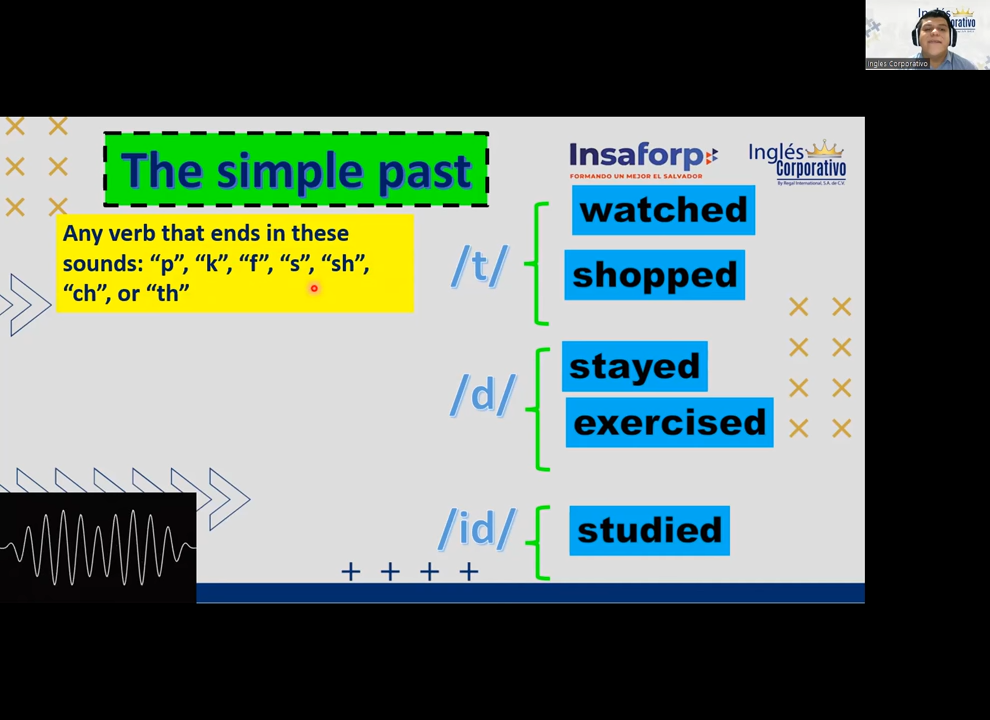 Inglés Corporativo
The simple past
Insaforp
FORMANDO UN MEJOR EL SALVADOR
Inglés
Corporativo
By Regal International, S.A. de C.V.
Any verb that ends in these
sounds: “p”, “k”, “f”, “s”, “sh”,
“ch”, or “th”
/t/
watched
shopped
/d/
stayed
exercised
/id/
studied